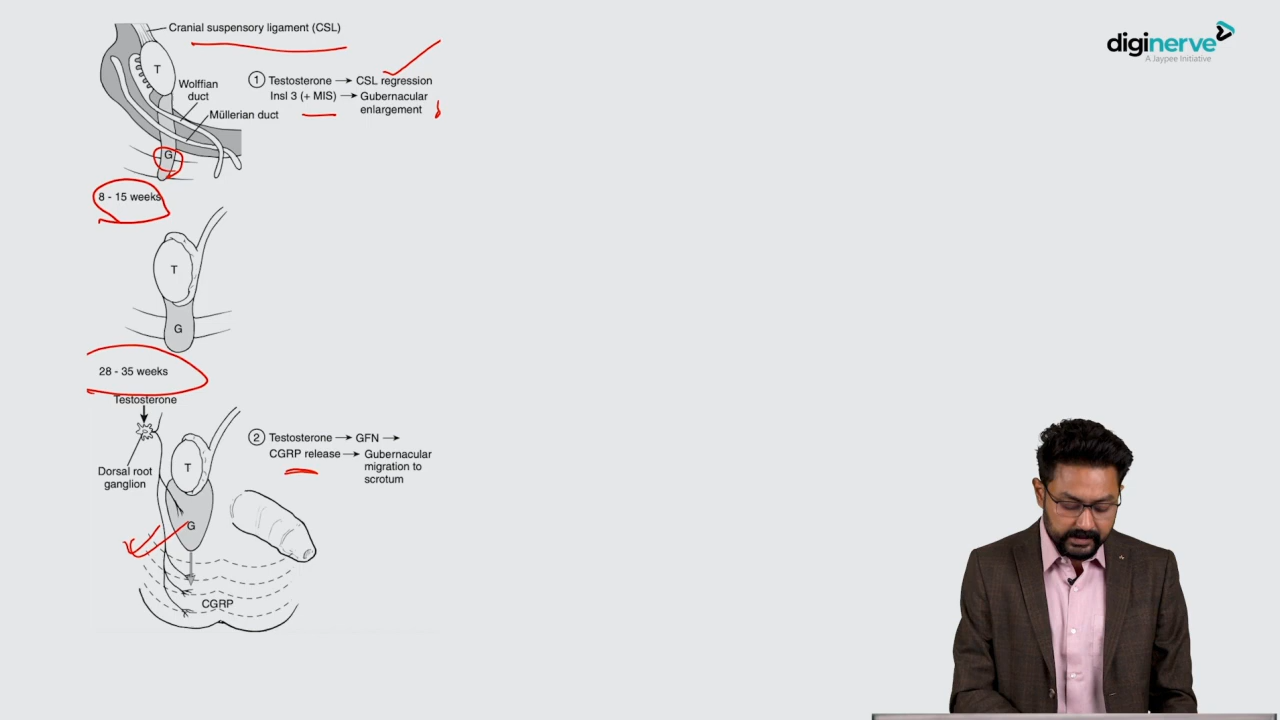 Cranial suspensory ligament (CSL)
diginerve
A Jaypee Initiative
T
1 Testosterone → CSL regression
Insl 3 (+ MIS) → Gubernacular
enlargement
Wolffian
duct
Müllerian duct
G
8 - 15 weeks
T
G
28 - 35 weeks
Testosterone
2 Testosterone → GFN →
CGRP release → Gubernacular
migration to
scrotum
Dorsal root
ganglion
T
G
CGRP